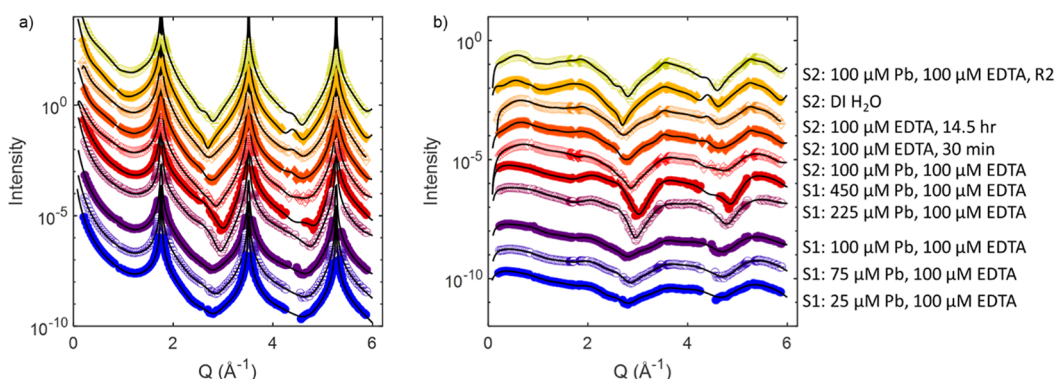 a)
b)
10⁰
10⁻⁵
10⁻¹⁰
Intensity
0
2
4
6
Q (Å⁻¹)
10⁰
10⁻⁵
10⁻¹⁰
Intensity
0
2
4
6
Q (Å⁻¹)
S2: 100 µM Pb, 100 µM EDTA, R2
S2: DI H₂O
S2: 100 µM EDTA, 14.5 hr
S2: 100 µM EDTA, 30 min
S2: 100 µM Pb, 100 µM EDTA
S1: 450 µM Pb, 100 µM EDTA
S1: 225 µM Pb, 100 µM EDTA
S1: 100 µM Pb, 100 µM EDTA
S1: 75 µM Pb, 100 µM EDTA
S1: 25 µM Pb, 100 µM EDTA